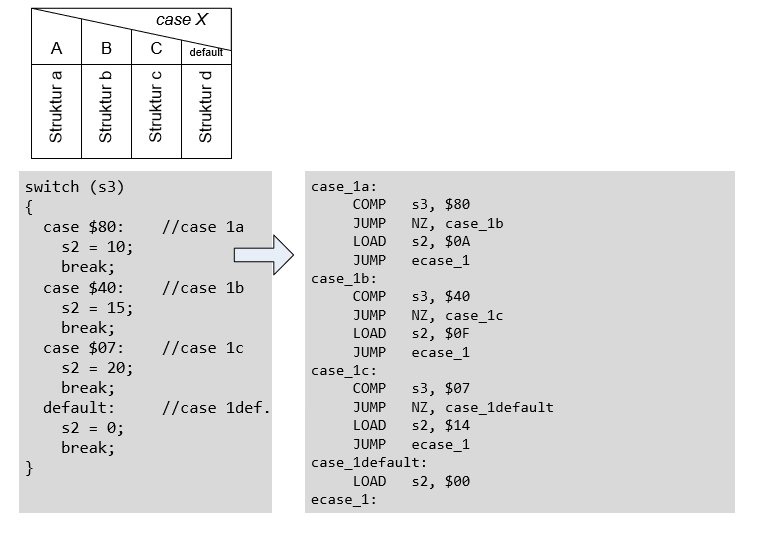 case X
A B C default
Struktur a Struktur b Struktur c Struktur d
switch (s3)
{
case $80: //case 1a
s2 = 10;
break;
case $40: //case 1b
s2 = 15;
break;
case $07: //case 1c
s2 = 20;
break;
default: //case 1def.
s2 = 0;
break;
}
case_1a:
COMP s3, $80
JUMP NZ, case_1b
LOAD s2, $0A
JUMP ecase_1
case_1b:
COMP s3, $40
JUMP NZ, case_1c
LOAD s2, $0F
JUMP ecase_1
case_1c:
COMP s3, $07
JUMP NZ, case_1default
LOAD s2, $14
JUMP ecase_1
case_1default:
LOAD s2, $00
ecase_1: